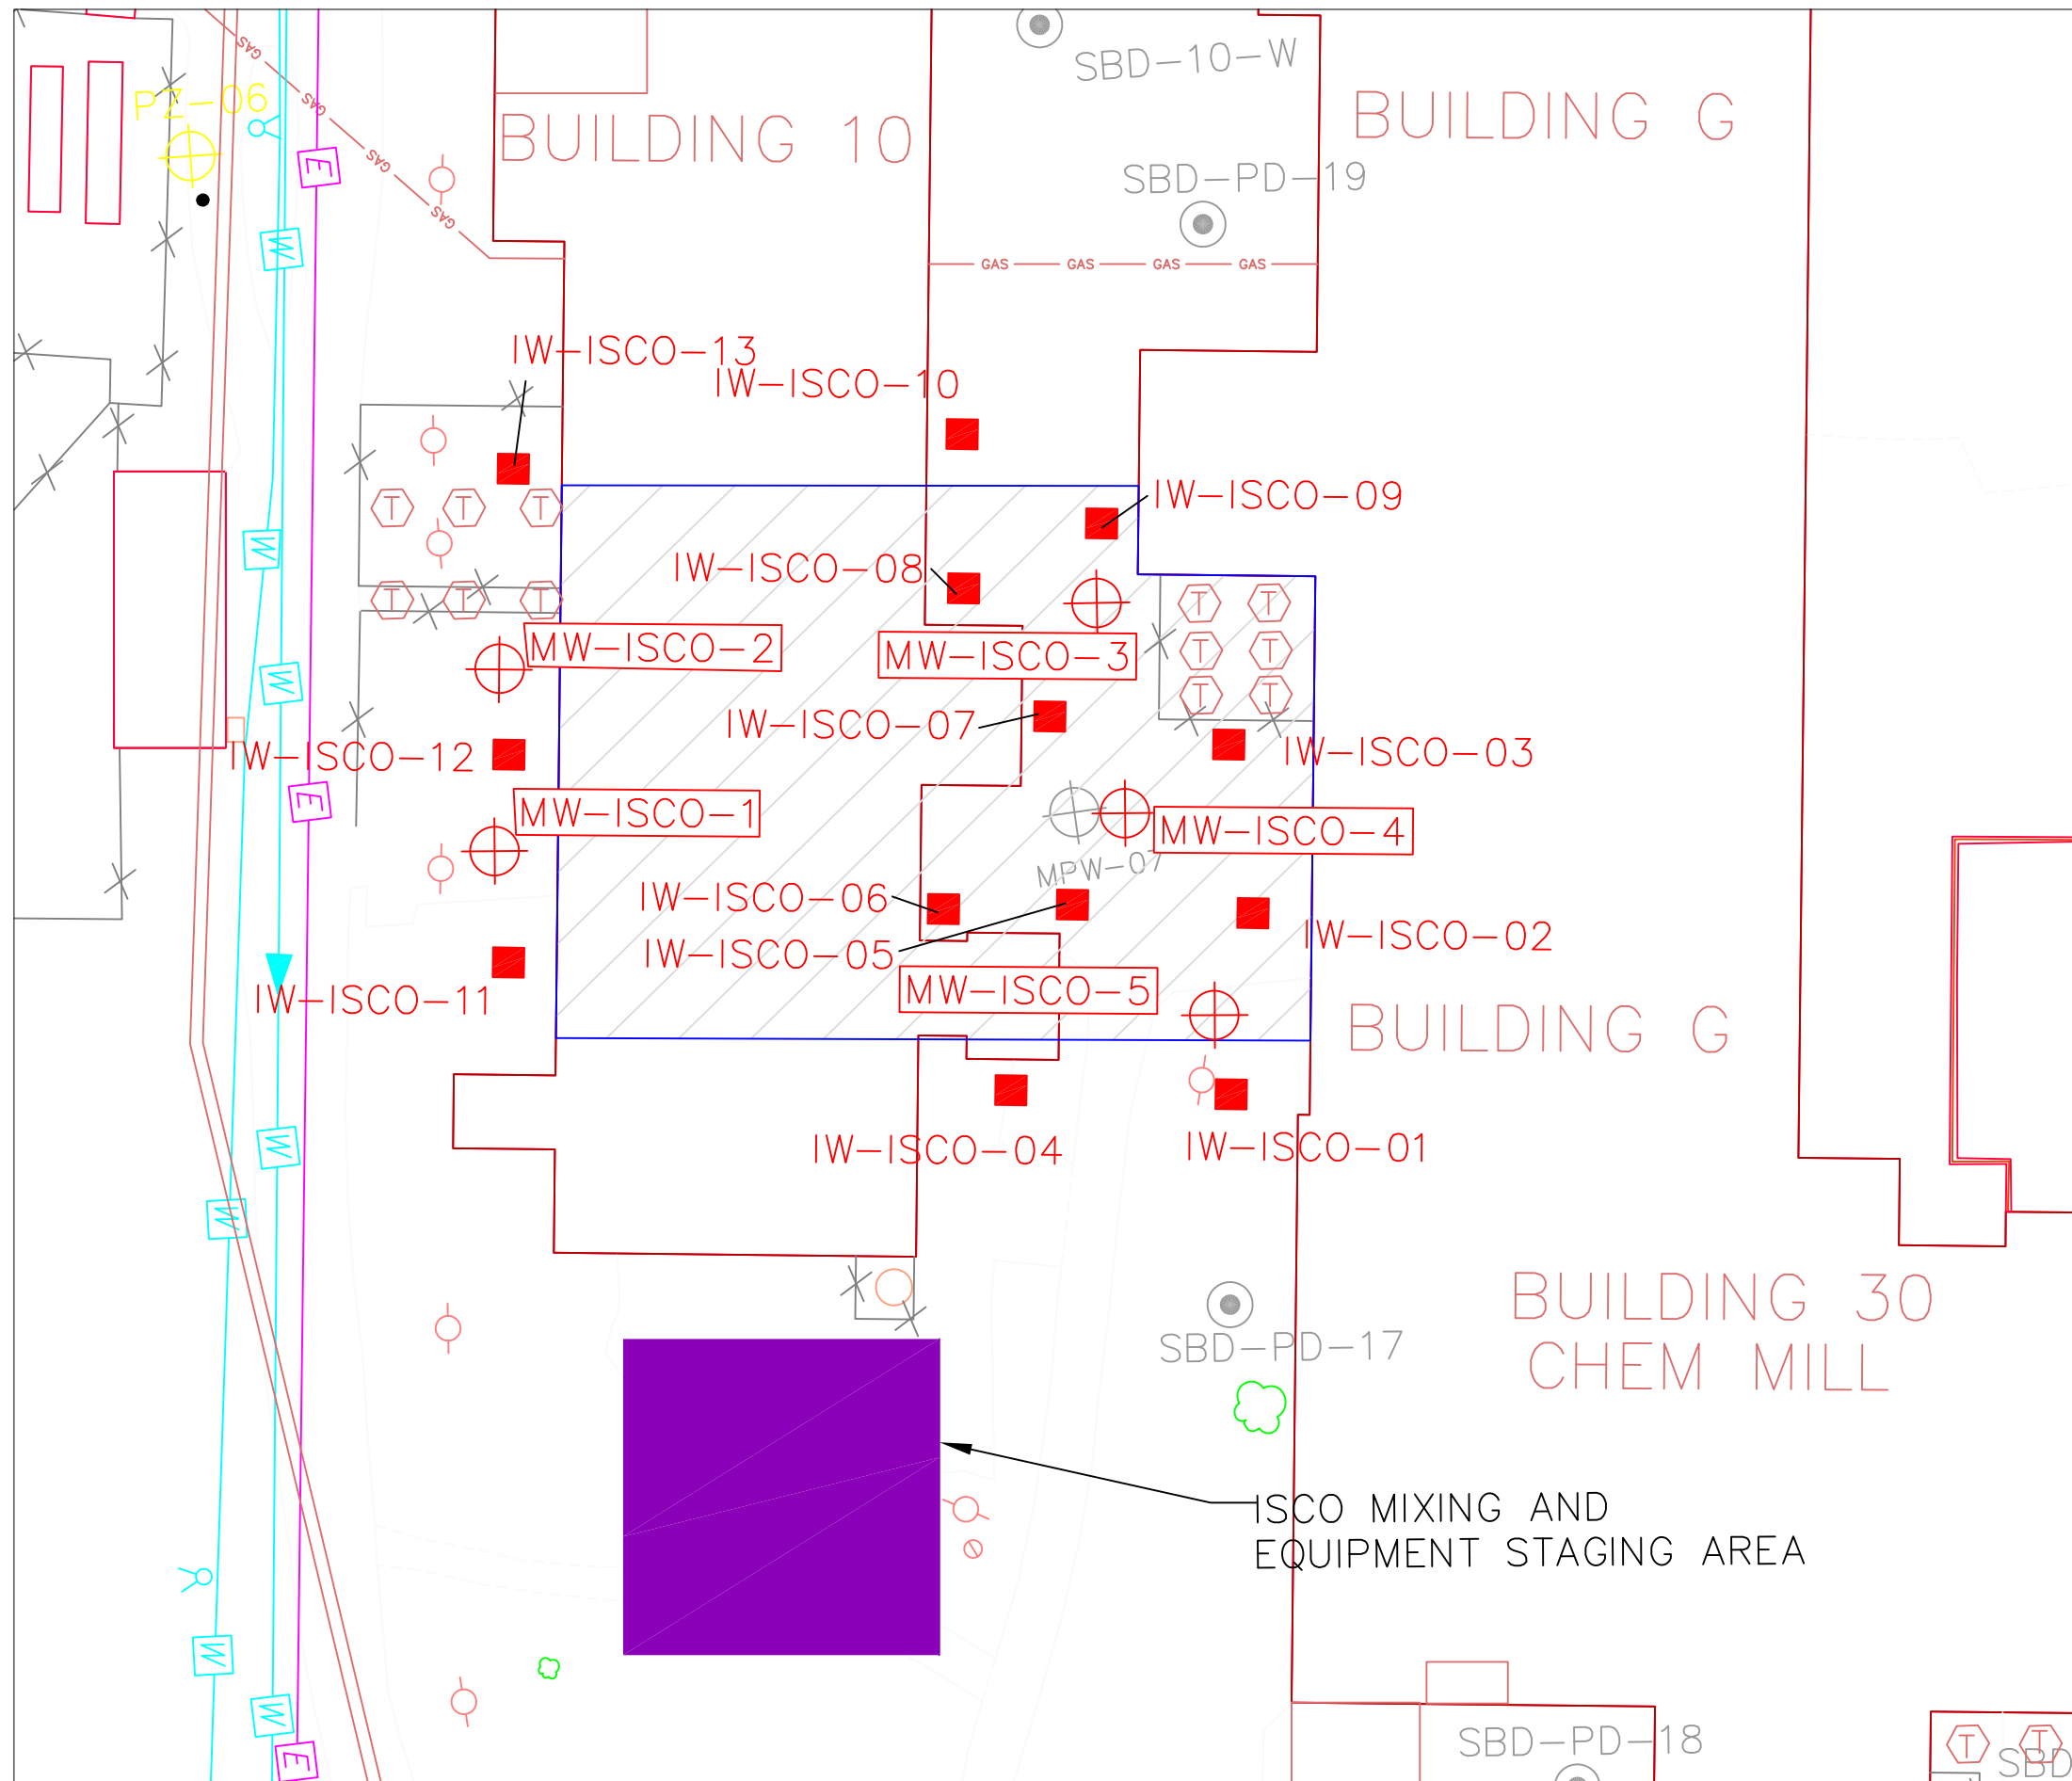 SBD-10-W
GAS
PZ-06
BUILDING 10
BUILDING G
GAS
E
GAS
SBD-PD-19
GAS
W
GAS GAS GAS GAS
IW-ISCO-13
IW-ISCO-10
IW-ISCO-09
T T T
W
IW-ISCO-08
T T T
T T
MW-ISCO-2
MW-ISCO-3
T T
W
T T
IW-ISCO-07
IW-ISCO-12
IW-ISCO-03
E
MW-ISCO-1
MW-ISCO-4
MPW-07
IW-ISCO-06
IW-ISCO-02
IW-ISCO-05
MW-ISCO-5
IW-ISCO-11
BUILDING G
W
IW-ISCO-04
IW-ISCO-01
W
BUILDING 30
CHEM MILL
SBD-PD-17
ISCO MIXING AND
EQUIPMENT STAGING AREA
W
W
SBD-PD-18
T T
E
SBD